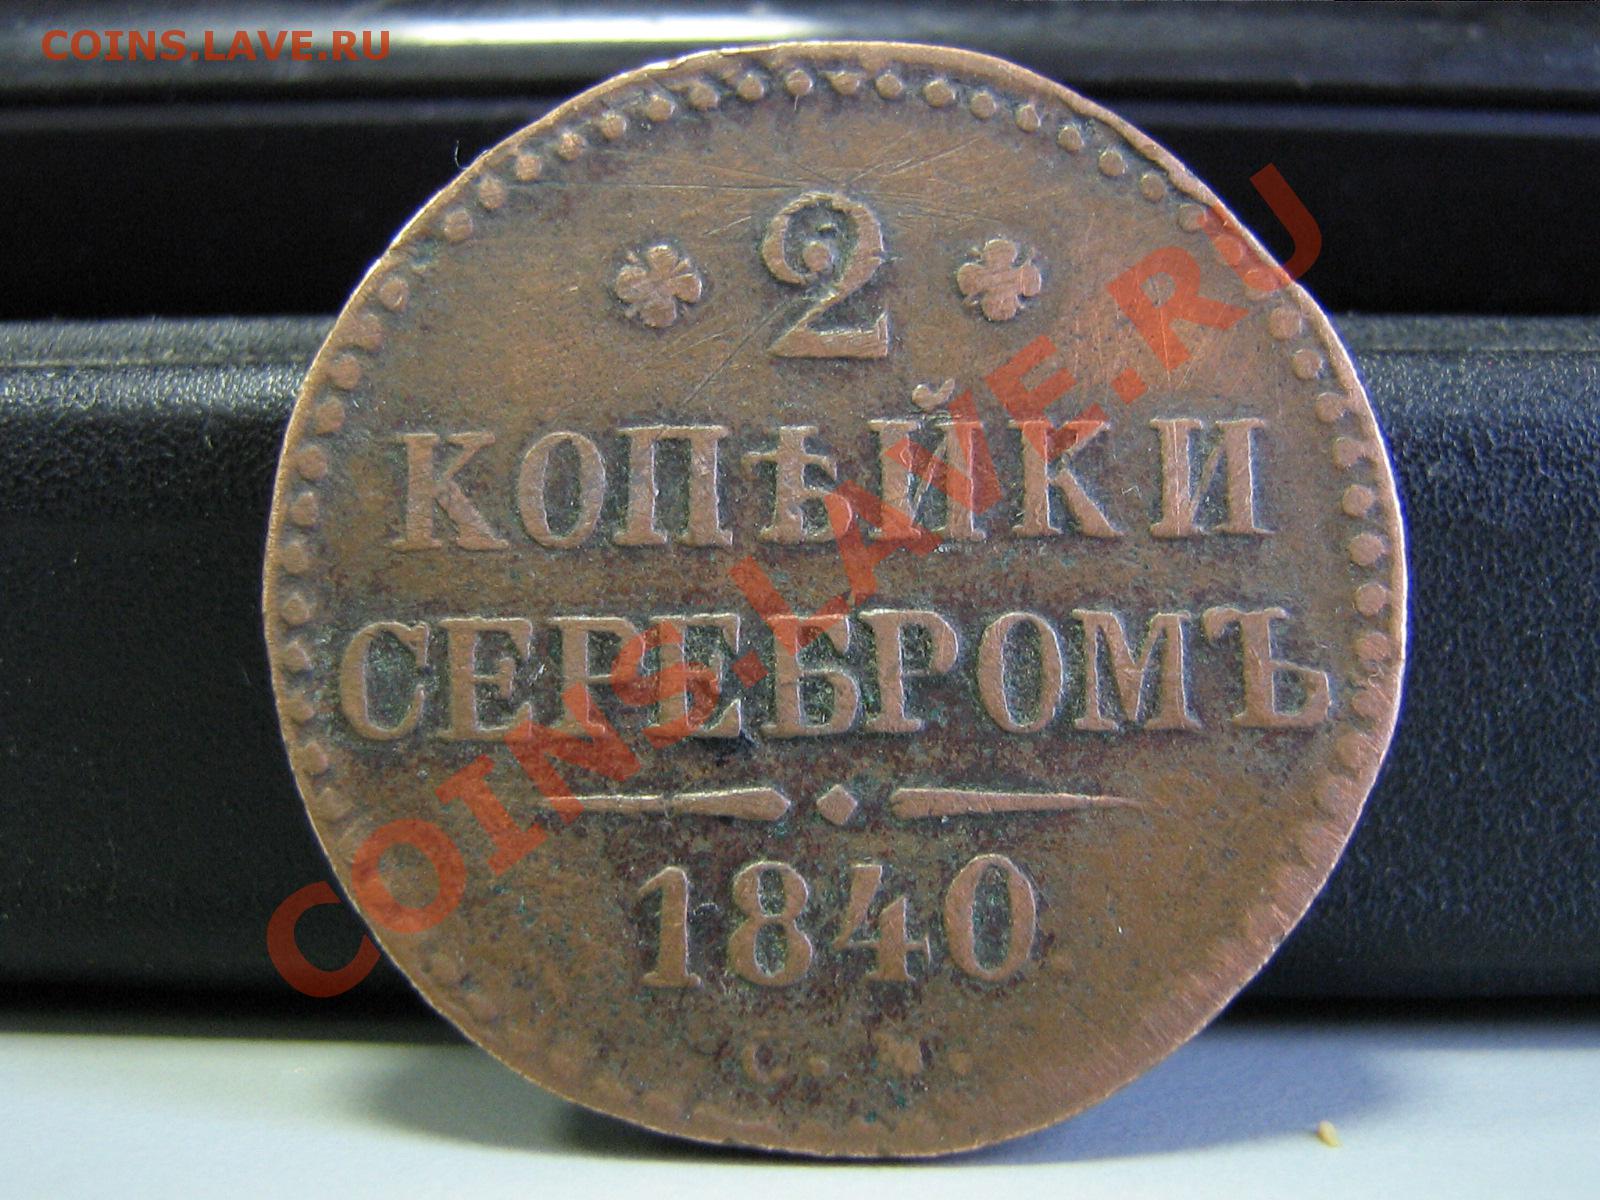 COINS.LAVE.RU
2
КОПѢЙКИ
СЕРЕБРОМЪ
1840
С. М.
COINS.LAVE.RU